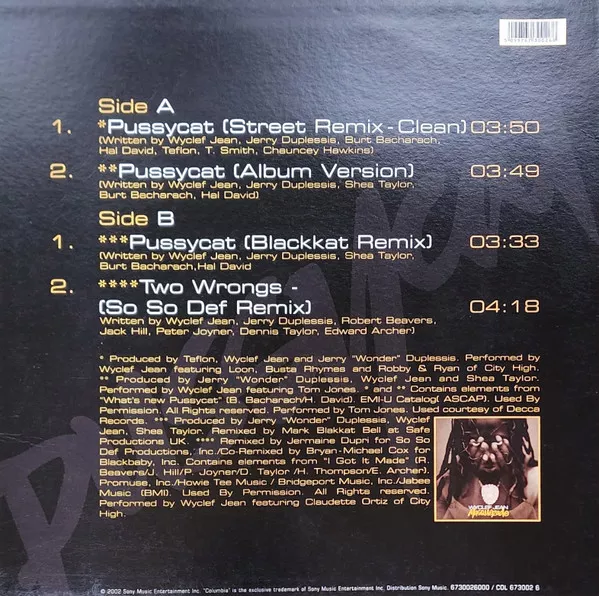 Side A
1. *Pussycat (Street Remix-Clean) 03:50
(Written by Wyclef Jean, Jerry Duplessis, Burt Bacharach,
Hal David, Teflon, T. Smith, Chauncey Hawkins)
2. **Pussycat (Album Version) 03:49
(Written by Wyclef Jean, Jerry Duplessis, Shea Taylor,
Burt Bacharach, Hal David)
Side B
1. ***Pussycat (Blackkat Remix) 03:33
(Written by Wyclef Jean, Jerry Duplessis, Shea Taylor,
Burt Bacharach,Hal David
2. ****Two Wrongs -
(So So Def Remix) 04:18
Written by Wyclef Jean, Jerry Duplessis, Robert Beavers,
Jack Hill, Peter Joyner, Dennis Taylor, Edward Archer)
* Produced by Teflon, Wyclef Jean and Jerry "Wonder" Duplessis. Performed by
Wyclef Jean featuring Loon, Busta Rhymes and Robby & Ryan of City High.
** Produced by Jerry "Wonder" Duplessis, Wyclef Jean and Shea Taylor.
Performed by Wyclef Jean featuring Tom Jones. * and ** Contains elements from
"What's new Pussycat" (B. Bacharach/H. David). EMI-U Catalog( ASCAP). Used By
Permission. All Rights reserved. Performed by Tom Jones. Used courtesy of Decca
Records. *** Produced by Jerry "Wonder" Duplessis, Wyclef
Jean, Shea Taylor. Remixed by Mark Blakkat Bell at Safe
Productions UK. **** Remixed by Jermaine Dupri for So So
Def Productions, Inc./Co-Remixed by Bryan-Michael Cox for
Blackbaby, Inc. Contains elements from "I Got It Made" (R.
Beavers/J. Hill/P. Joyner/D. Taylor /H. Thompson/E. Archer).
Promuse, Inc./Howie Tee Music / Bridgeport Music, Inc./Jabee
Music (BMI). Used By Permission. All Rights reserved.
Performed by Wyclef Jean featuring Claudette Ortiz of City
High.
WYCLEF JEAN
Masquerade
© 2002 Sony Music Entertainment Inc. "Columbia" is the exclusive trademark of Sony Music Entertainment Inc. Distribution Sony Music. 6730026000 / COL 673002 6